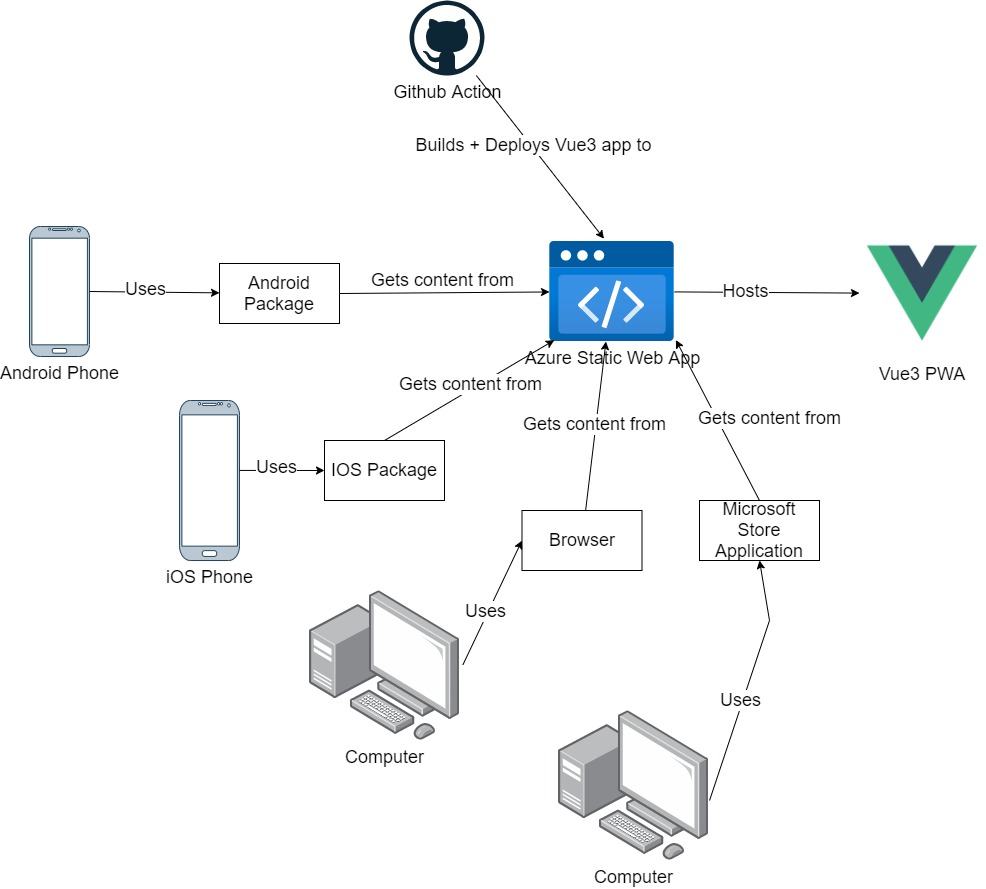 Github Action
Builds + Deploys Vue3 app to
Uses
Android
Package
Gets content from
Hosts
Azure Static Web App
Android Phone
Vue3 PWA
Gets content from
Gets content from
Gets content from
Uses
IOS Package
Microsoft
Store
Application
Browser
iOS Phone
Uses
Uses
Computer
Computer